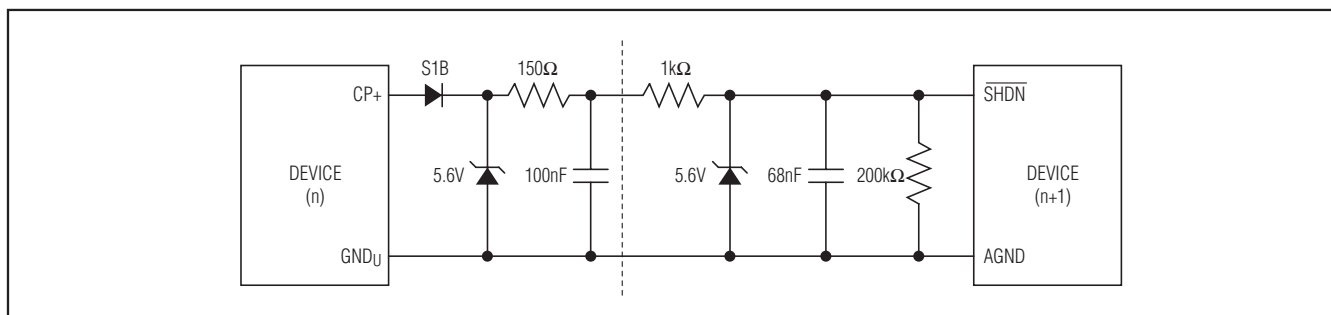 S1B
150Ω
1kΩ
CP+
SHDN
DEVICE
(n)
5.6V
100nF
5.6V
68nF
200kΩ
DEVICE
(n+1)
GNDU
AGND